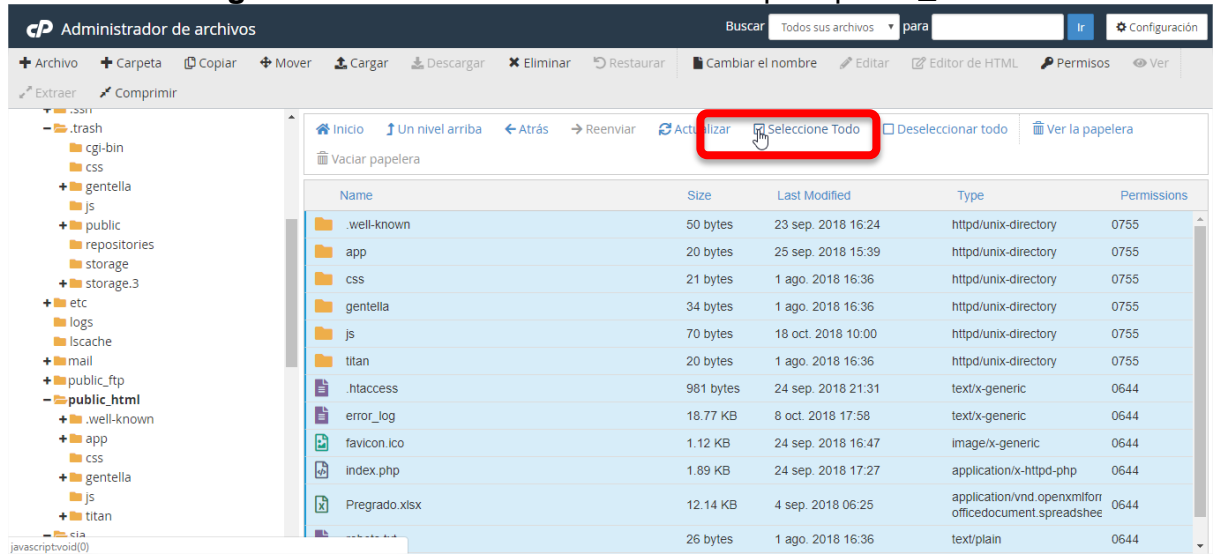 cP Administrador de archivos Buscar Todos sus archivos para Ir Configuración
Archivo Carpeta Copiar Mover Cargar Descargar Eliminar Restaurar Cambiar el nombre Editar Editor de HTML Permisos Ver
Extraer Comprimir
.ssh
.trash
cgi-bin
css
gentella
js
public
repositories
storage
storage.3
etc
logs
lscache
mail
public_ftp
public_html
.well-known
app
css
gentella
js
titan
sia
javascript:void(0)
Inicio Un nivel arriba Atrás Reenviar Actualizar Seleccione Todo Deseleccionar todo Ver la papelera
Vaciar papelera
Name Size Last Modified Type Permissions
.well-known 50 bytes 23 sep. 2018 16:24 httpd/unix-directory 0755
app 20 bytes 25 sep. 2018 15:39 httpd/unix-directory 0755
css 21 bytes 1 ago. 2018 16:36 httpd/unix-directory 0755
gentella 34 bytes 1 ago. 2018 16:36 httpd/unix-directory 0755
js 70 bytes 18 oct. 2018 10:00 httpd/unix-directory 0755
titan 20 bytes 1 ago. 2018 16:36 httpd/unix-directory 0755
.htaccess 981 bytes 24 sep. 2018 21:31 text/x-generic 0644
error_log 18.77 KB 8 oct. 2018 17:58 text/x-generic 0644
favicon.ico 1.12 KB 24 sep. 2018 16:47 image/x-generic 0644
index.php 1.89 KB 24 sep. 2018 17:27 application/x-httpd-php 0644
Pregrado.xlsx 12.14 KB 4 sep. 2018 06:25 application/vnd.openxmlforr 0644
officedocument.spreadshee
robots.txt 26 bytes 1 ago. 2018 16:36 text/plain 0644